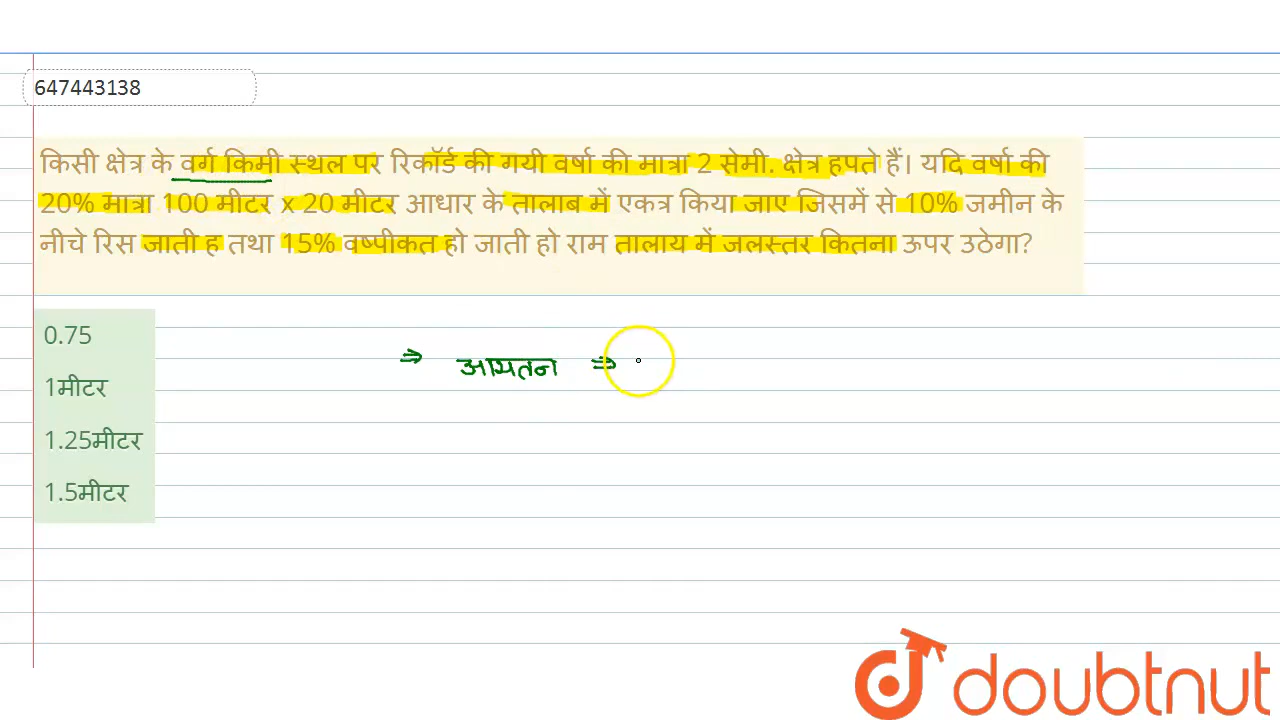 647443138
किसी क्षेत्र के वर्ग किमी स्थल पर रिकॉर्ड की गयी वर्षा की मात्रा 2 सेमी. क्षेत्र हपते हैं। यदि वर्षा की
20% मात्रा 100 मीटर x 20 मीटर आधार के तालाब में एकत्र किया जाए जिसमें से 10% जमीन के
नीचे रिस जाती ह तथा 15% वष्पीकत हो जाती हो राम तालाय में जलस्तर कितना ऊपर उठेगा?
0.75
1मीटर
1.25मीटर
1.5मीटर
⇒ आयतन ⇒
doubtnut